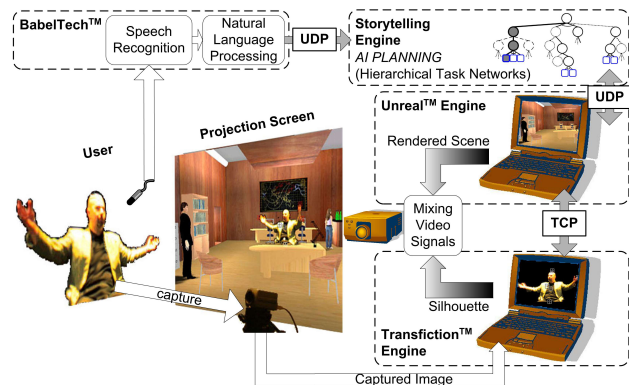 BabelTech™
Speech
Recognition
Natural
Language
Processing
UDP
Storytelling
Engine
AI PLANNING
(Hierarchical Task Networks)
UDP
Unreal™ Engine
Rendered Scene
User
Projection Screen
Mixing
Video
Signals
TCP
capture
Silhouette
Transfiction™
Engine
Captured Image